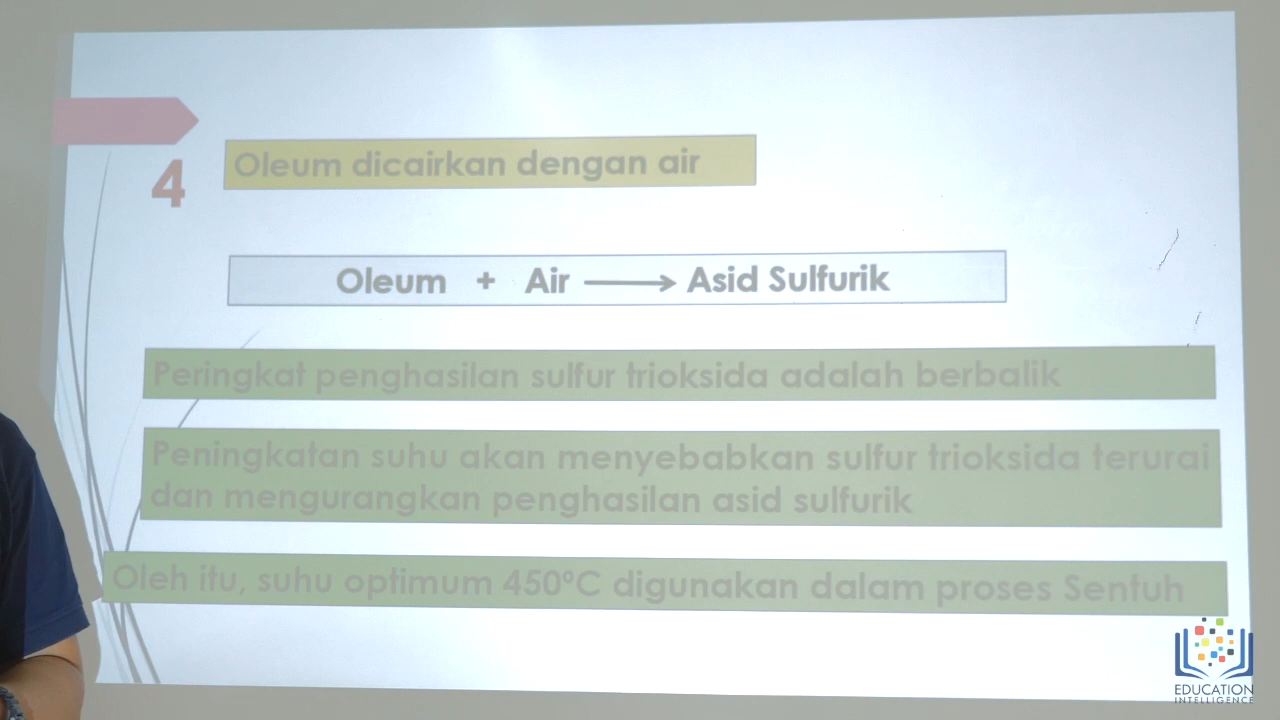 4
Oleum dicairkan dengan air
Oleum + Air ⟶ Asid Sulfurik
Peringkat penghasilan sulfur trioksida adalah berbalik
Peningkatan suhu akan menyebabkan sulfur trioksida terurai
dan mengurangkan penghasilan asid sulfurik
Oleh itu, suhu optimum 450°C digunakan dalam proses Sentuh
EDUCATION
INTELLIGENCE